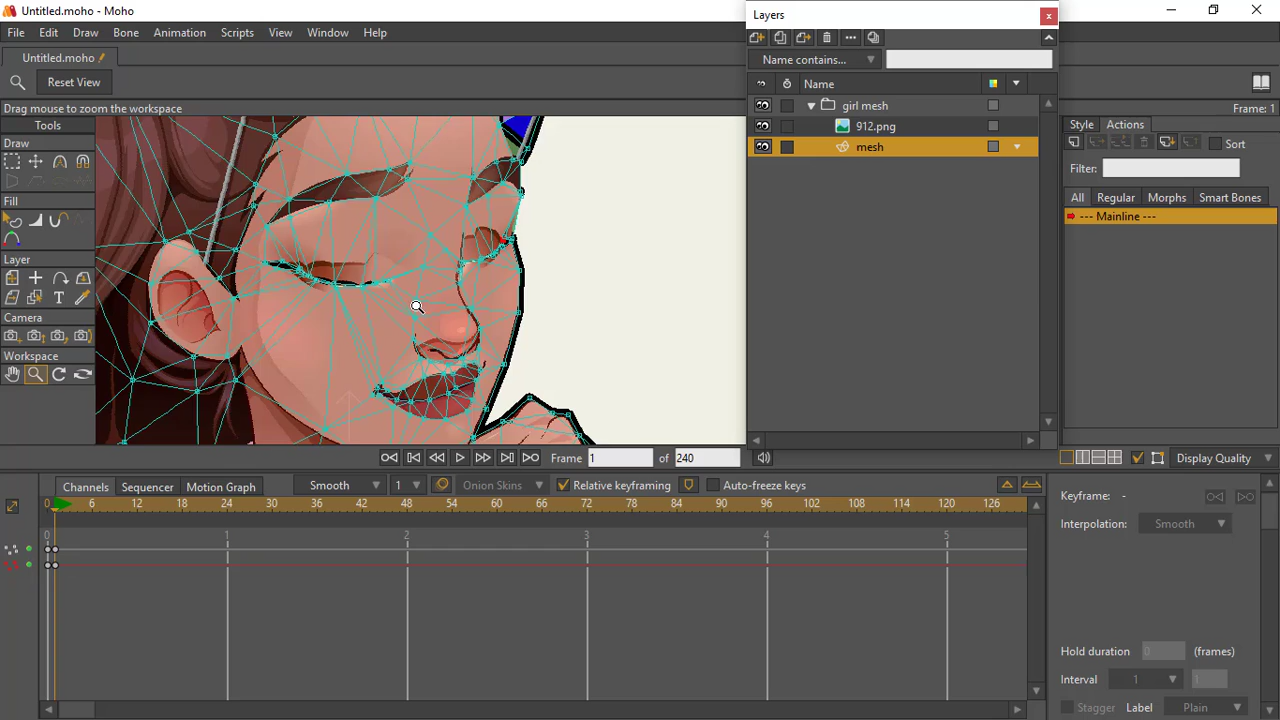 Untitled.moho - Moho
File Edit Draw Bone Animation Scripts View Window Help
Untitled.moho
Reset View
Drag mouse to zoom the workspace
Frame: 1
Tools
Draw
Fill
Layer
Camera
Workspace
Layers
Name contains...
Name
girl mesh
912.png
mesh
Style Actions
Sort
Filter:
All Regular Morphs Smart Bones
--- Mainline ---
Frame 1 of 240
Display Quality
Channels Sequencer Motion Graph Smooth 1 Onion Skins Relative keyframing Auto-freeze keys
0 6 12 18 24 30 36 42 48 54 60 66 72 78 84 90 96 102 108 114 120 126
0 1 2 3 4 5
Keyframe: -
Interpolation: Smooth
Hold duration 0 (frames)
Interval 1 1
Stagger Label Plain